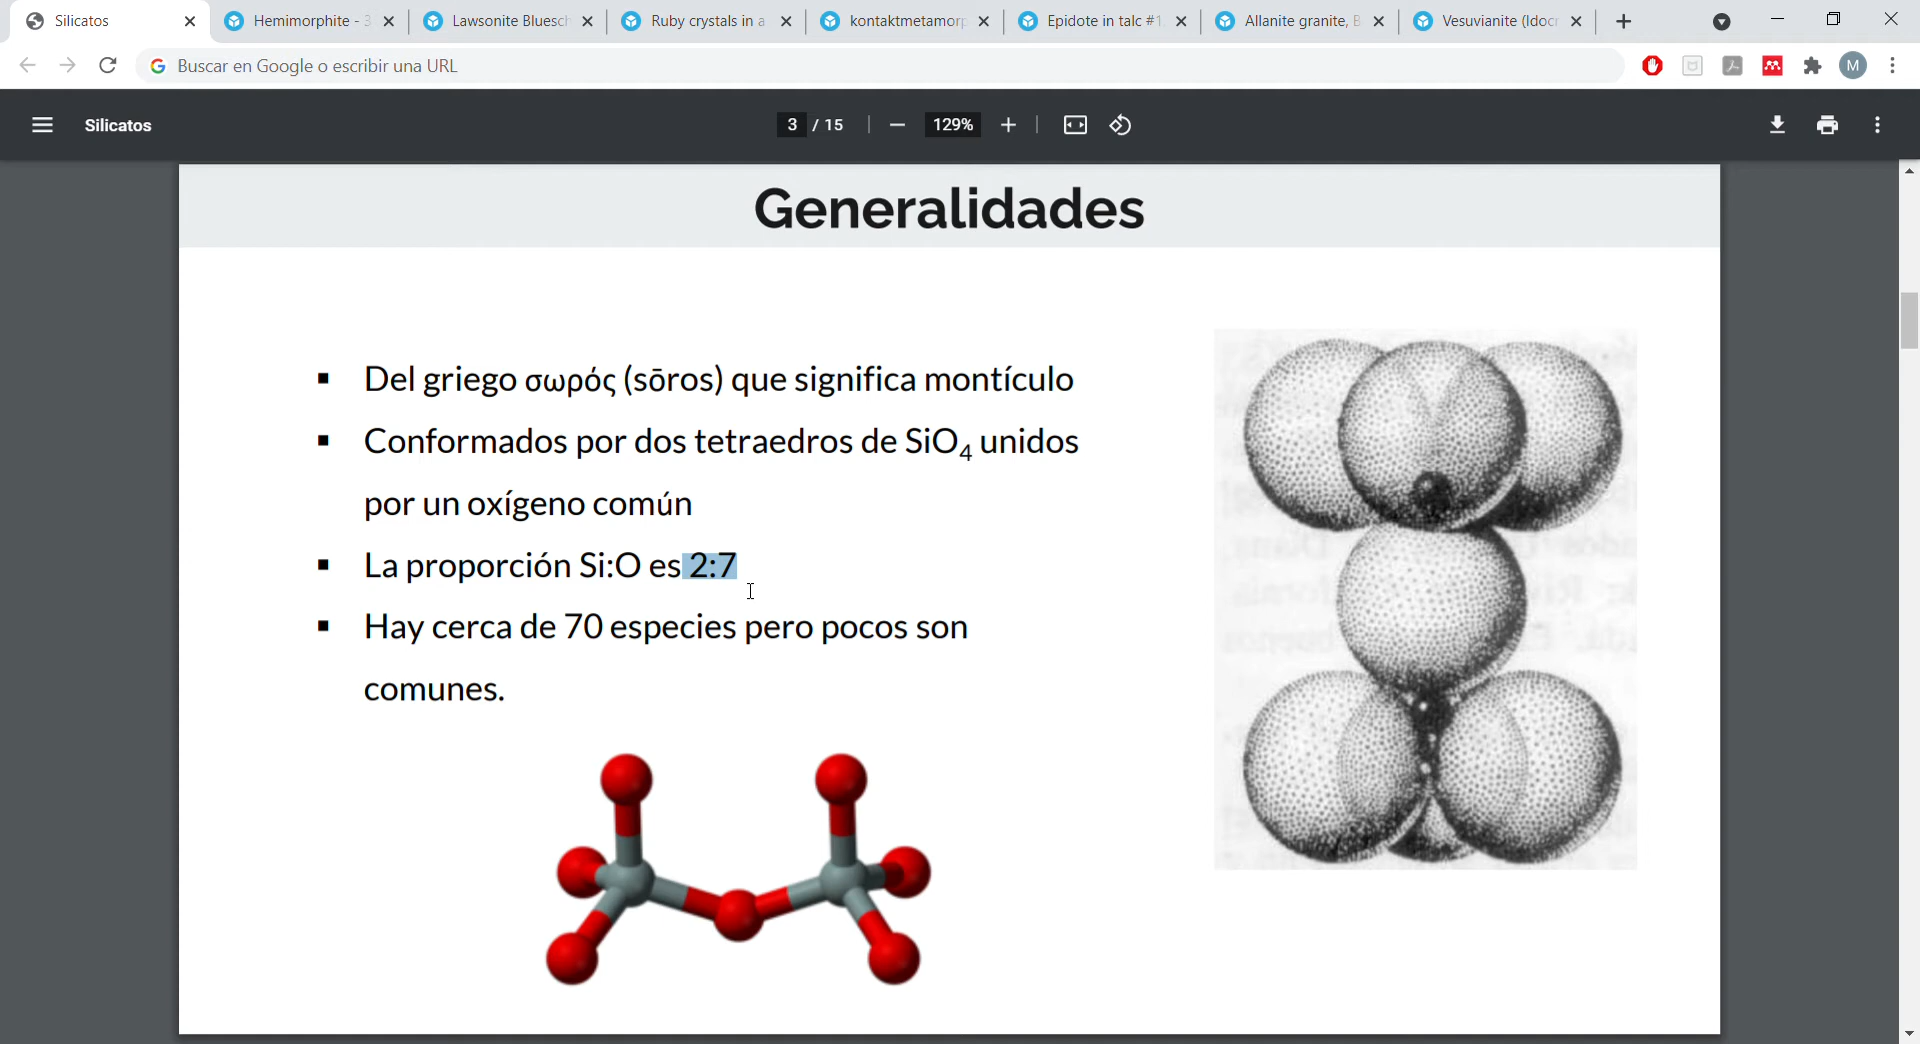 Silicatos
Hemimorphite - 3
Lawsonite Bluesch
Ruby crystals in a
kontaktmetamorp
Epidote in talc #1
Allanite granite, B
Vesuvianite (Idocr
Buscar en Google o escribir una URL
M
Silicatos
3 / 15
129%
Generalidades
Del griego σωρός (sōros) que significa montículo
Conformados por dos tetraedros de SiO₄ unidos
por un oxígeno común
La proporción Si:O es 2:7
Hay cerca de 70 especies pero pocos son
comunes.